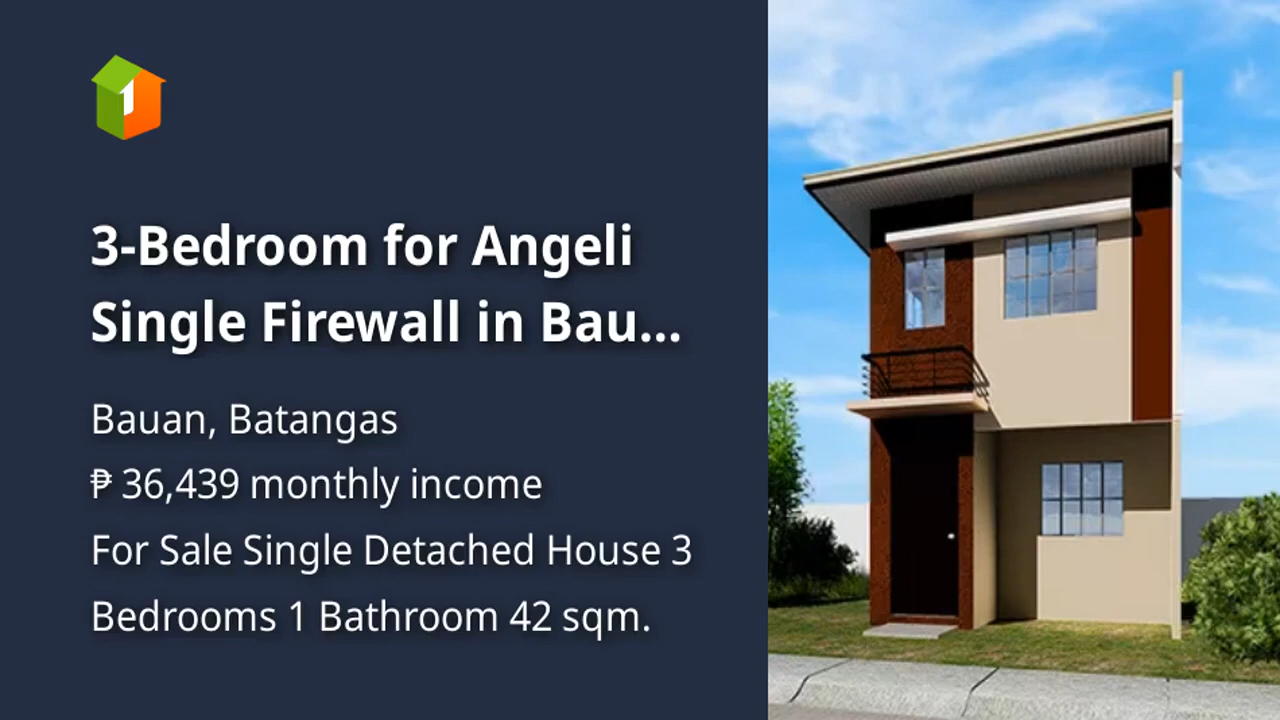 3-Bedroom for Angeli
Single Firewall in Bau...
Bauan, Batangas
₱ 36,439 monthly income
For Sale Single Detached House 3
Bedrooms 1 Bathroom 42 sqm.